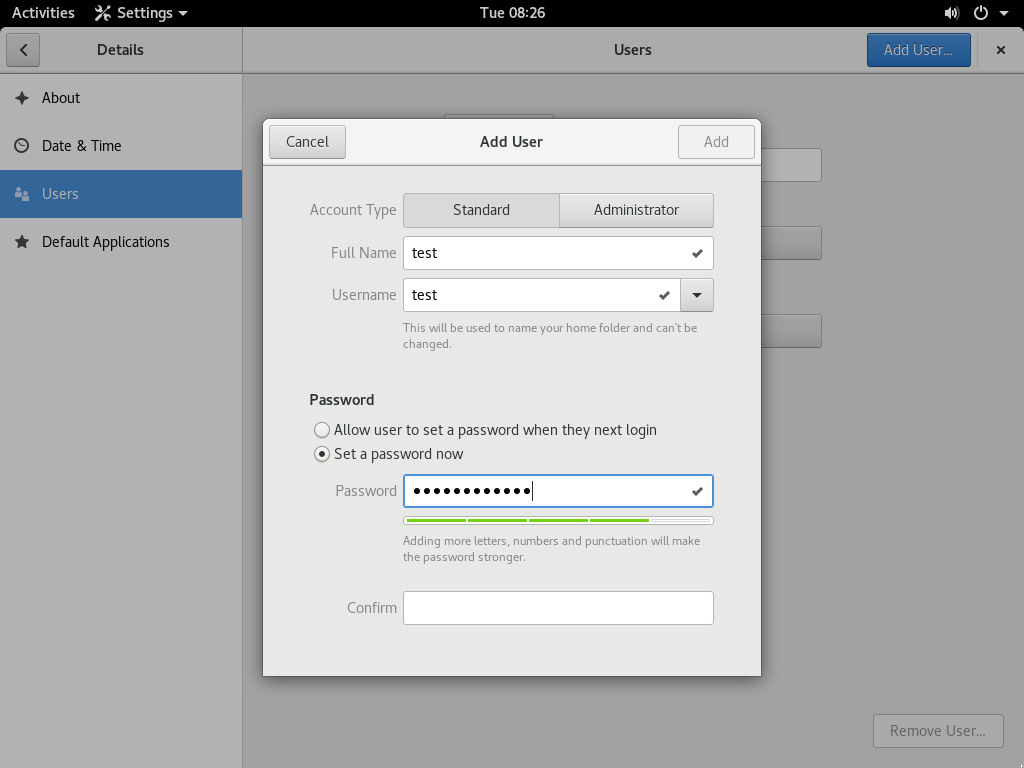 Activities Settings Tue 08:26
Details Users Add User...
About
Date & Time
Users
Default Applications
Cancel Add User Add
Account Type Standard Administrator
Full Name test
Username test
This will be used to name your home folder and can't be
changed.
Password
Allow user to set a password when they next login
Set a password now
Password ••••••••••••
Adding more letters, numbers and punctuation will make
the password stronger.
Confirm
Remove User...